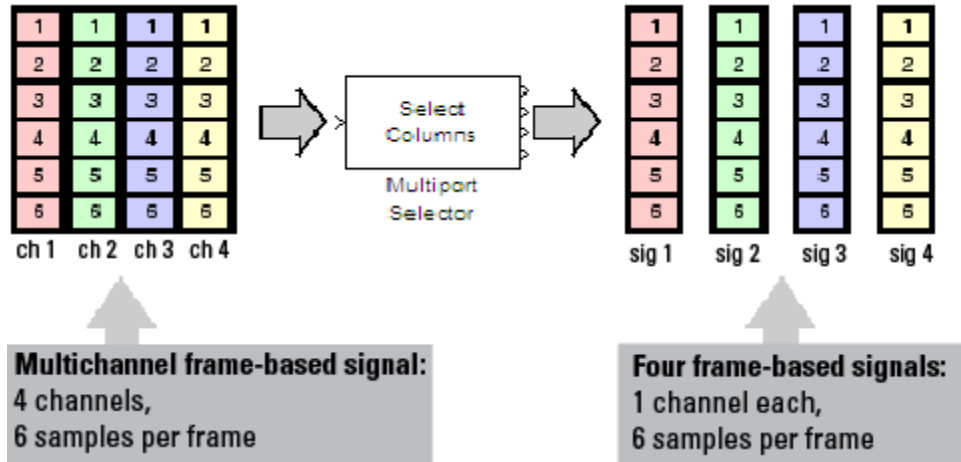 1 1 1 1 1 1 1 1
2 2 2 2 2 2 2 2
3 3 3 3 3 3 3 3
4 4 4 4 4 4 4 4
5 5 5 5 5 5 5 5
6 6 6 6 6 6 6 6
Select
Columns
Multiport
Selector
ch 1 ch 2 ch 3 ch 4
sig 1 sig 2 sig 3 sig 4
Multichannel frame-based signal:
4 channels,
6 samples per frame
Four frame-based signals:
1 channel each,
6 samples per frame